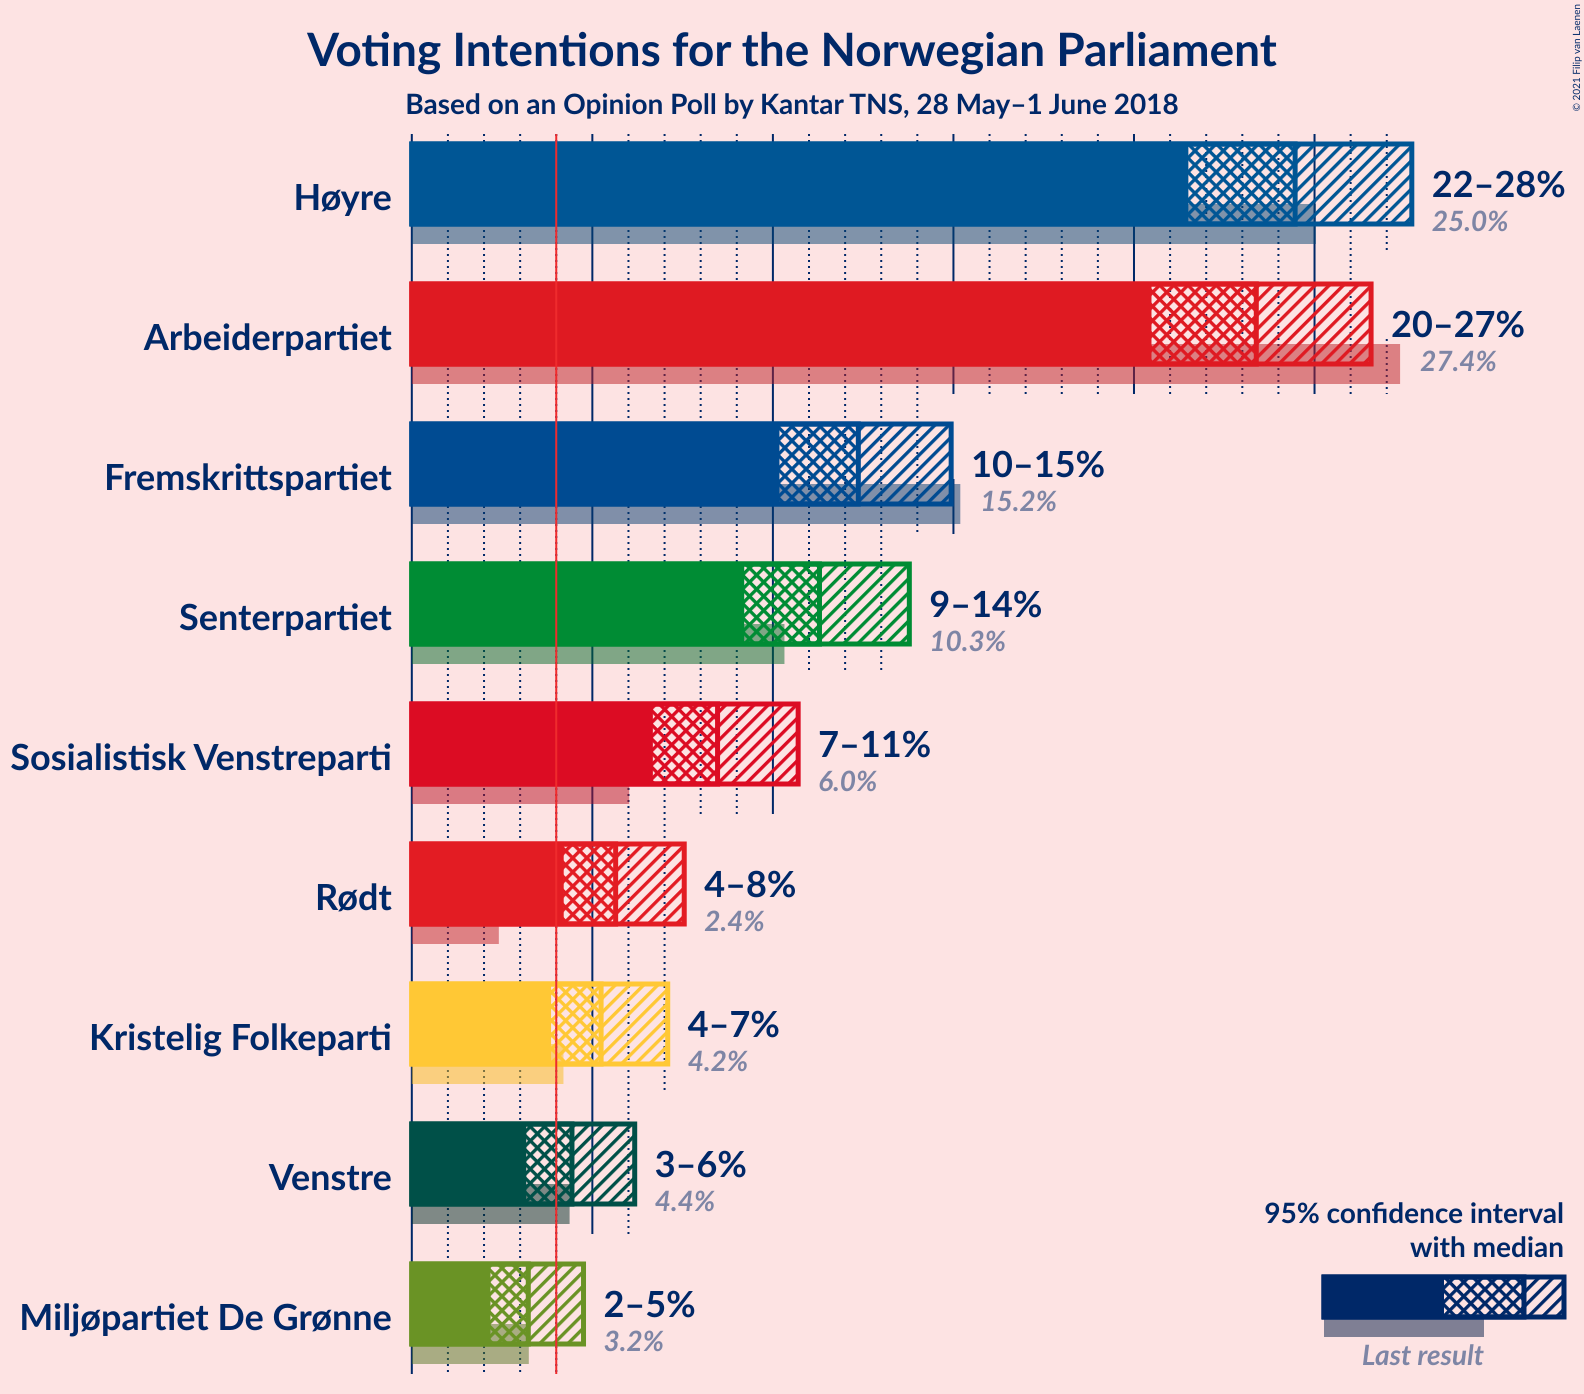 Voting Intentions for the Norwegian Parliament
Based on an Opinion Poll by Kantar TNS, 28 May–1 June 2018
© 2021 Filip van Laenen
Høyre
22–28%
25.0%
Arbeiderpartiet
20–27%
27.4%
Fremskrittspartiet
10–15%
15.2%
Senterpartiet
9–14%
10.3%
Sosialistisk Venstreparti
7–11%
6.0%
Rødt
4–8%
2.4%
Kristelig Folkeparti
4–7%
4.2%
Venstre
3–6%
4.4%
Miljøpartiet De Grønne
2–5%
3.2%
95% confidence interval
with median
Last result